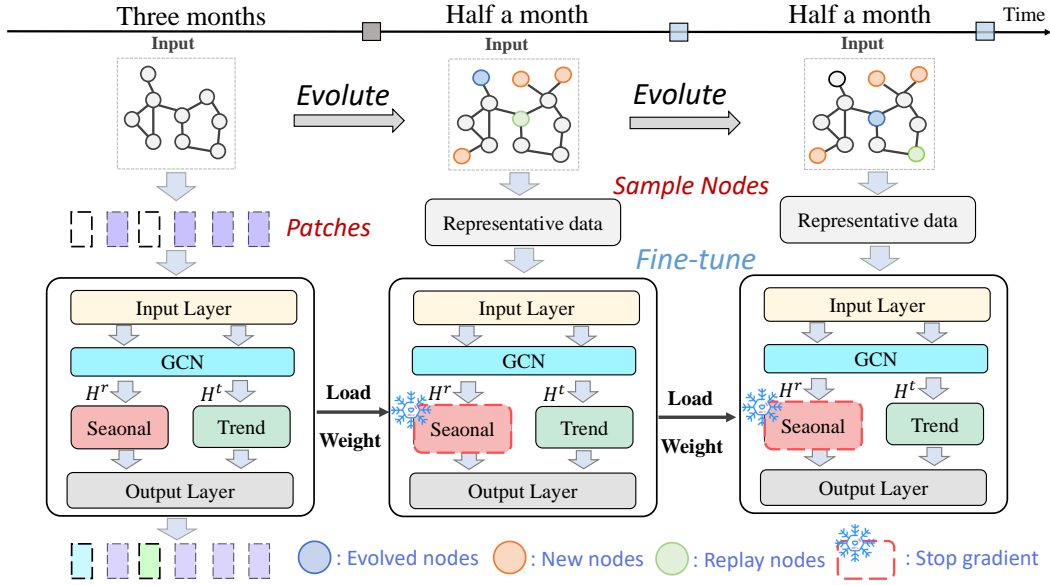 Three months
Half a month
Half a month
Time
Input
Input
Input
Evolute
Evolute
Sample Nodes
Patches
Representative data
Representative data
Fine-tune
Input Layer
Input Layer
Input Layer
GCN
GCN
GCN
H^r
H^t
H^r
H^t
H^r
H^t
Load
Weight
Load
Weight
Seaonal
Trend
Seaonal
Trend
Seaonal
Trend
Output Layer
Output Layer
Output Layer
: Evolved nodes
: New nodes
: Replay nodes
: Stop gradient